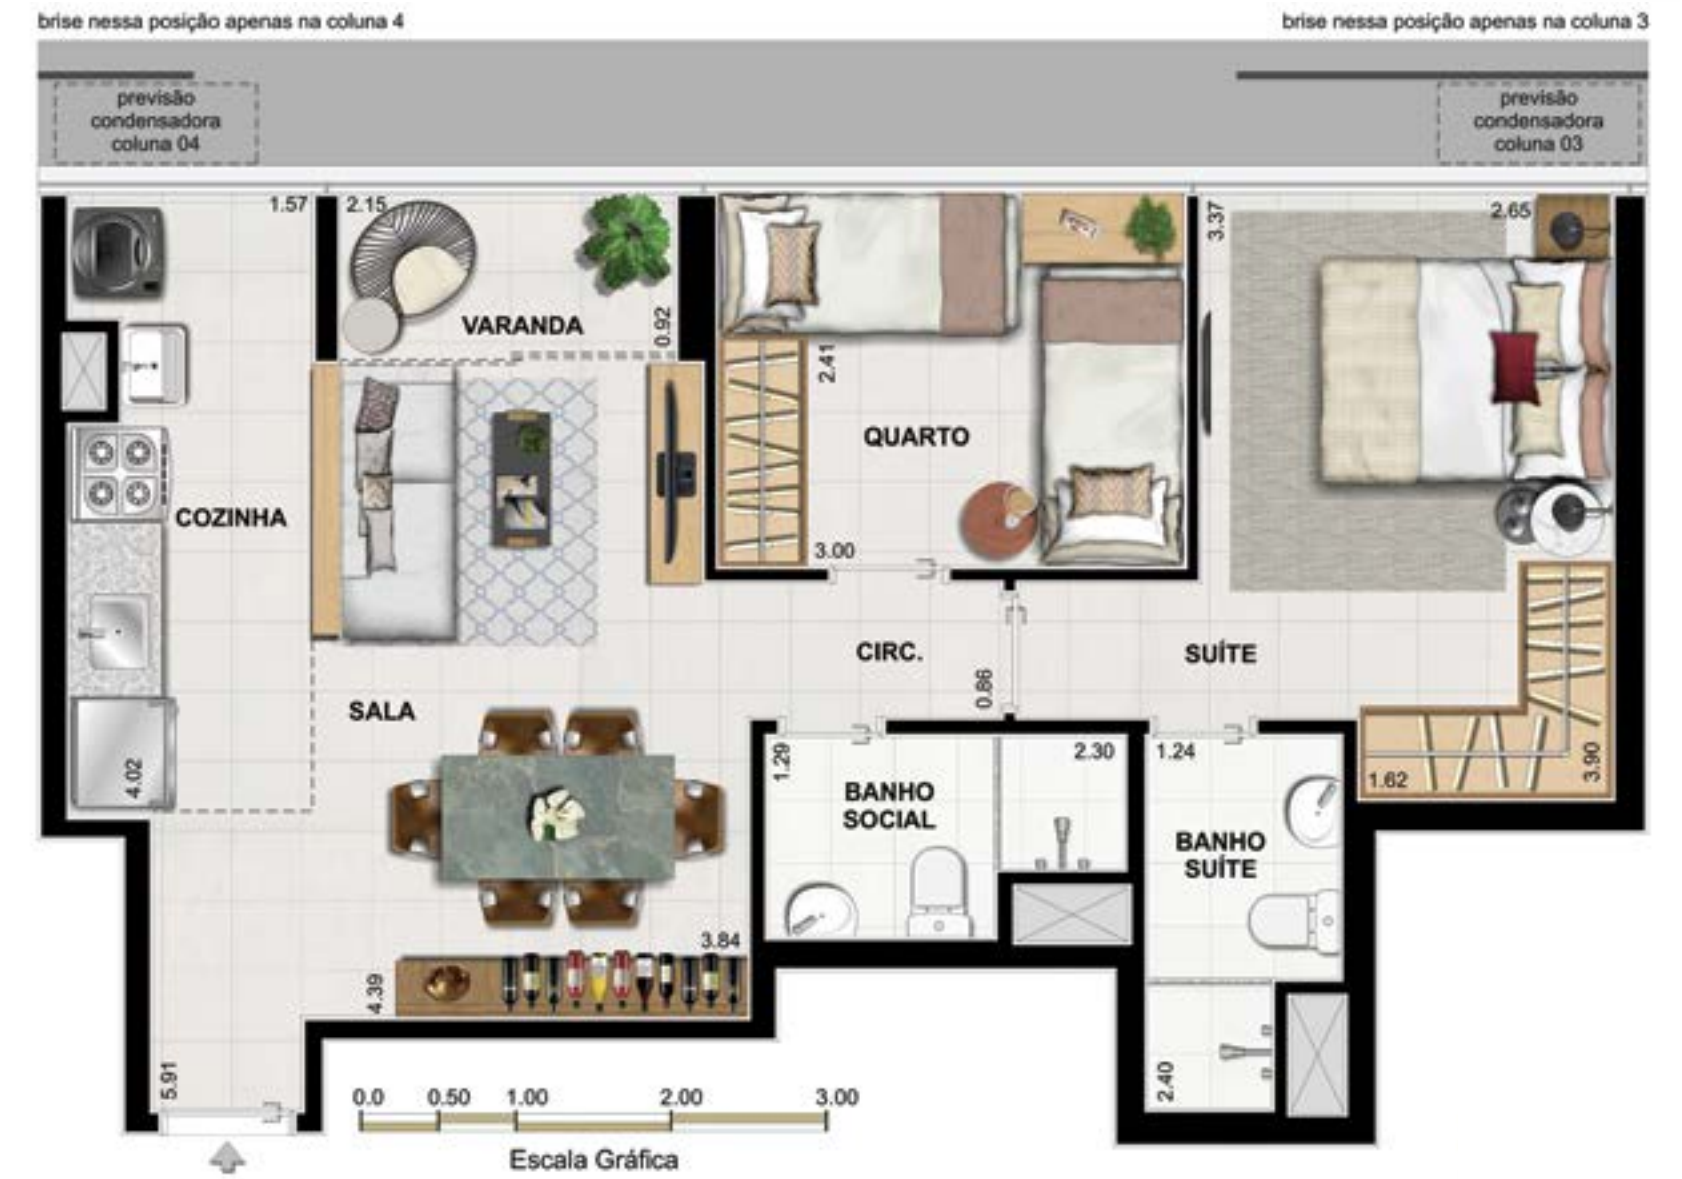 brise nessa posição apenas na coluna 4
brise nessa posição apenas na coluna 3
previsão
condensadora
coluna 04
previsão
condensadora
coluna 03
1.57
2.15
3.37
2.65
VARANDA
0.92
2.41
QUARTO
COZINHA
3.00
CIRC.
SUÍTE
0.86
SALA
4.02
1.29
2.30
1.24
1.62
3.90
BANHO
SOCIAL
BANHO
SUÍTE
3.84
4.39
5.91
2.40
0.0 0.50 1.00 2.00 3.00
Escala Gráfica